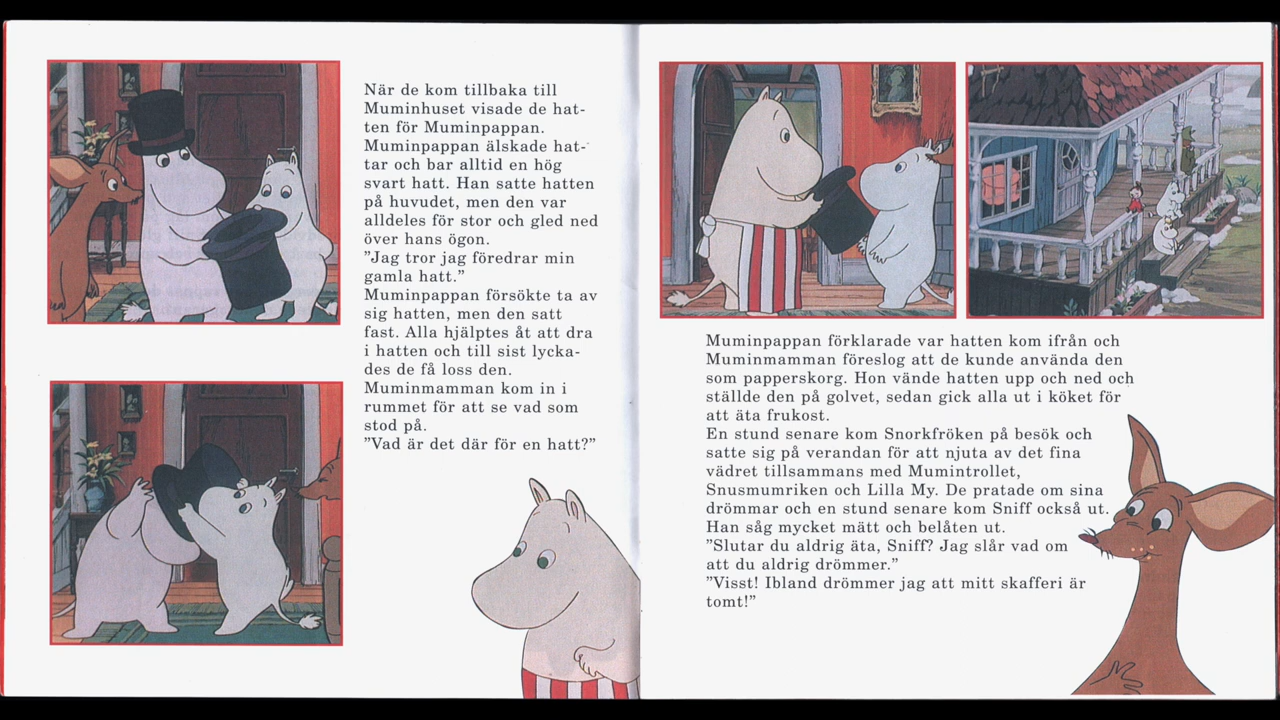 När de kom tillbaka till
Muminhuset visade de hat-
ten för Muminpappan.
Muminpappan älskade hat-
tar och bar alltid en hög
svart hatt. Han satte hatten
på huvudet, men den var
alldeles för stor och gled ned
över hans ögon.
"Jag tror jag föredrar min
gamla hatt."
Muminpappan försökte ta av
sig hatten, men den satt
fast. Alla hjälptes åt att dra
i hatten och till sist lycka-
des de få loss den.
Muminmamman kom in i
rummet för att se vad som
stod på.
"Vad är det där för en hatt?"
Muminpappan förklarade var hatten kom ifrån och
Muminmamman föreslog att de kunde använda den
som papperskorg. Hon vände hatten upp och ned och
ställde den på golvet, sedan gick alla ut i köket för
att äta frukost.
En stund senare kom Snorkfröken på besök och
satte sig på verandan för att njuta av det fina
vädret tillsammans med Mumintrollet,
Snusmumriken och Lilla My. De pratade om sina
drömmar och en stund senare kom Sniff också ut.
Han såg mycket mätt och belåten ut.
"Slutar du aldrig äta, Sniff? Jag slår vad om
att du aldrig drömmer."
"Visst! Ibland drömmer jag att mitt skafferi är
tomt!"